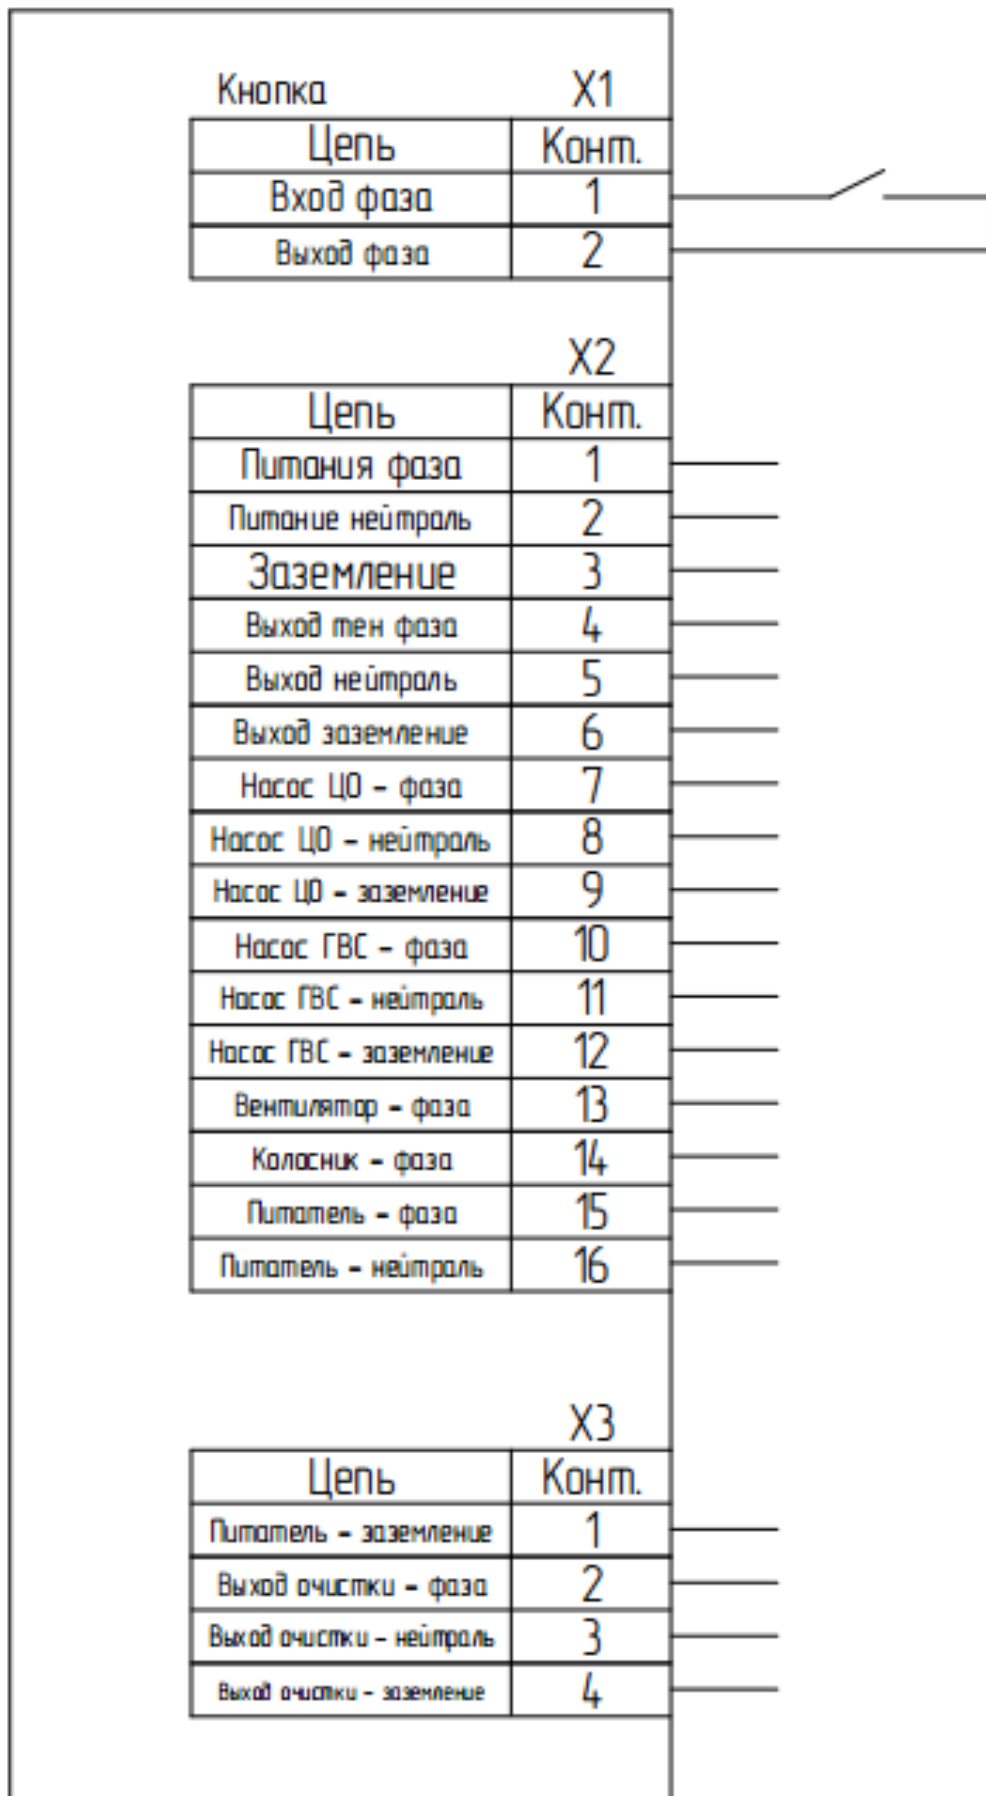 Кнопка X1
Цепь Конт.
Вход фаза 1
Выход фаза 2
X2
Цепь Конт.
Питания фаза 1
Питание нейтраль 2
Заземление 3
Выход тен фаза 4
Выход нейтраль 5
Выход заземление 6
Насос ЦО - фаза 7
Насос ЦО - нейтраль 8
Насос ЦО - заземление 9
Насос ГВС - фаза 10
Насос ГВС - нейтраль 11
Насос ГВС - заземление 12
Вентилятор - фаза 13
Коласник - фаза 14
Питатель - фаза 15
Питатель - нейтраль 16
X3
Цепь Конт.
Питатель - заземление 1
Выход очистки - фаза 2
Выход очистки - нейтраль 3
Выход очистки - заземление 4